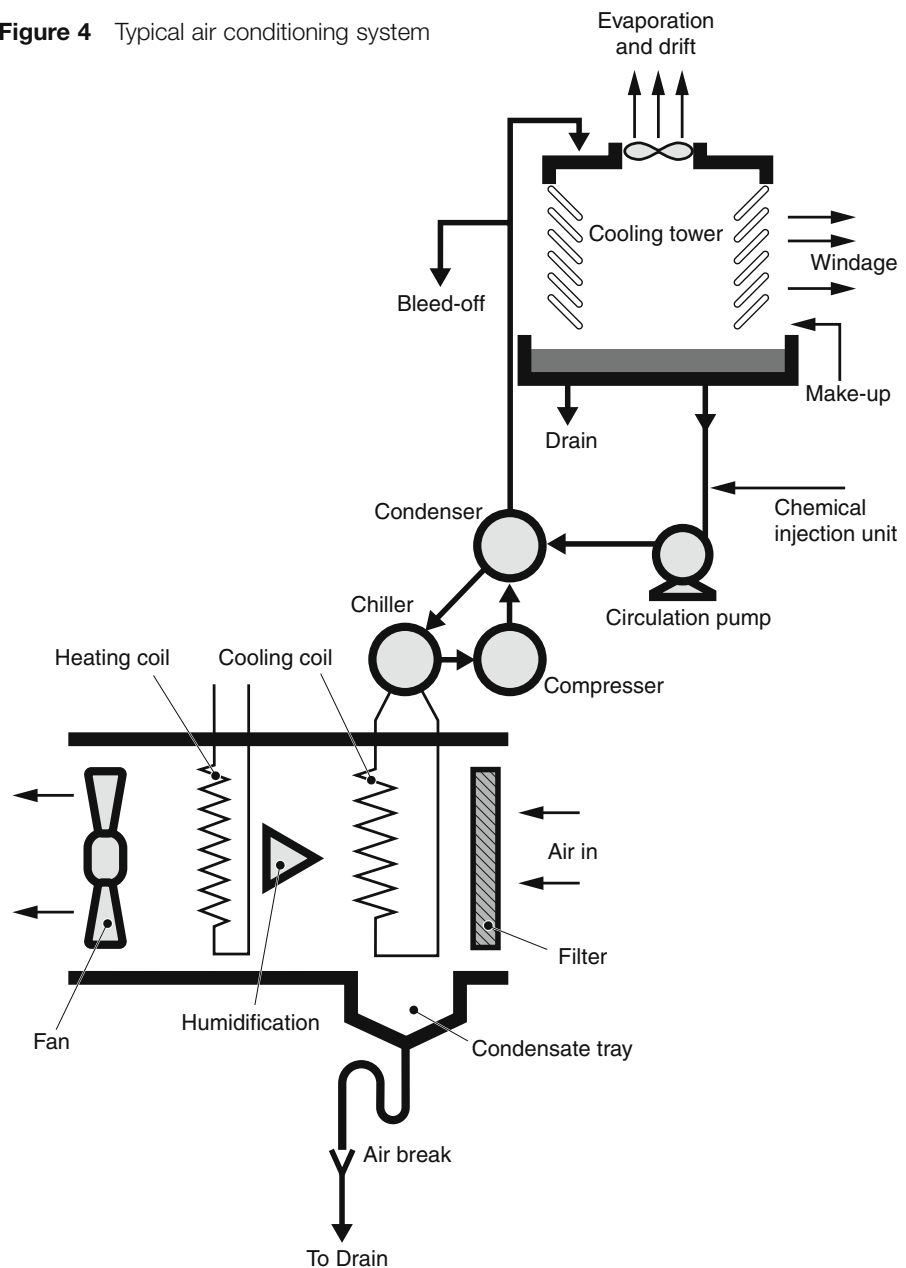 Figure 4 Typical air conditioning system
Evaporation
and drift
Cooling tower
Windage
Bleed-off
Make-up
Drain
Chemical
injection unit
Condenser
Circulation pump
Chiller
Compresser
Heating coil
Cooling coil
Air in
Filter
Humidification
Fan
Condensate tray
Air break
To Drain